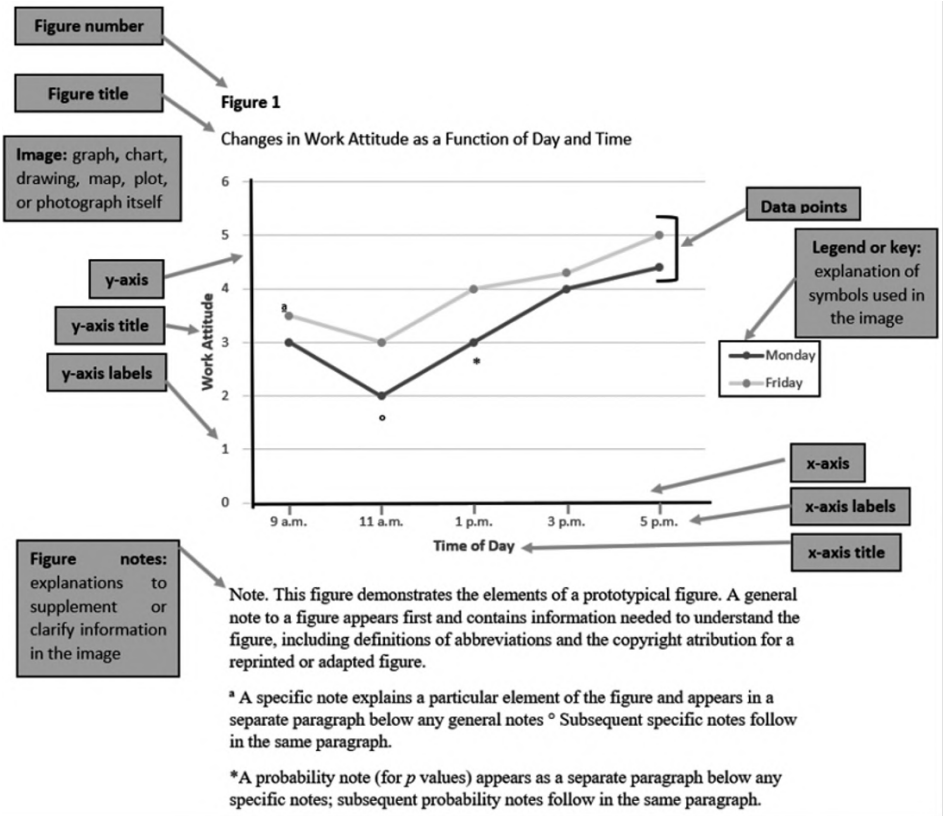 Figure number
Figure title
Figure 1
Changes in Work Attitude as a Function of Day and Time
Image: graph, chart,
drawing, map, plot,
or photograph itself
6
5
4
3
2
1
0
y-axis
y-axis title
y-axis labels
Work Attitude
a
°
*
Data points
Legend or key:
explanation of
symbols used in
the image
Monday
Friday
x-axis
x-axis labels
x-axis title
9 a.m. 11 a.m. 1 p.m. 3 p.m. 5 p.m.
Time of Day
Figure notes:
explanations to
supplement or
clarify information
in the image
Note. This figure demonstrates the elements of a prototypical figure. A general
note to a figure appears first and contains information needed to understand the
figure, including definitions of abbreviations and the copyright atribution for a
reprinted or adapted figure.
ª A specific note explains a particular element of the figure and appears in a
separate paragraph below any general notes ° Subsequent specific notes follow
in the same paragraph.
*A probability note (for p values) appears as a separate paragraph below any
specific notes; subsequent probability notes follow in the same paragraph.